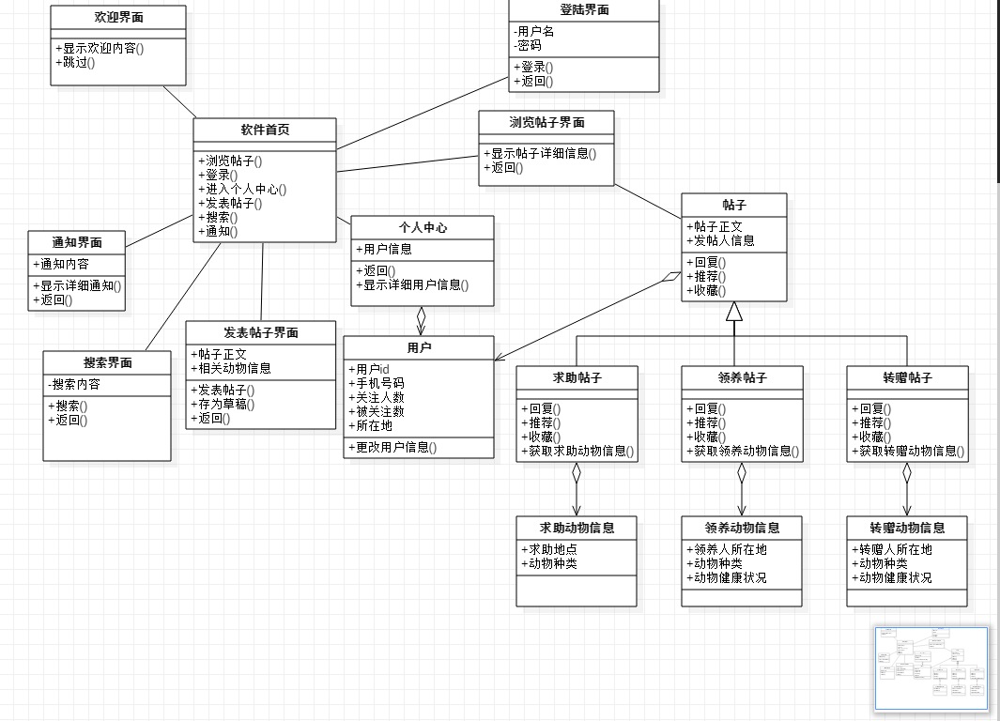 欢迎界面
+显示欢迎内容()
+跳过()
登陆界面
-用户名
-密码
+登录()
+返回()
软件首页
+浏览帖子()
+登录()
+进入个人中心()
+发表帖子()
+搜索()
+通知()
浏览帖子界面
+显示帖子详细信息()
+返回()
帖子
+帖子正文
+发帖人信息
+回复()
+推荐()
+收藏()
通知界面
+通知内容
+显示详细通知()
+返回()
个人中心
+用户信息
+返回()
+显示详细用户信息()
搜索界面
-搜索内容
+搜索()
+返回()
发表帖子界面
+帖子正文
+相关动物信息
+发表帖子()
+存为草稿()
+返回()
用户
+用户id
+手机号码
+关注人数
+被关注数
+所在地
+更改用户信息()
求助帖子
+回复()
+推荐()
+收藏()
+获取求助动物信息()
领养帖子
+回复()
+推荐()
+收藏()
+获取领养动物信息()
转赠帖子
+回复()
+推荐()
+收藏()
+获取转赠动物信息()
求助动物信息
+求助地点
+动物种类
领养动物信息
+领养人所在地
+动物种类
+动物健康状况
转赠动物信息
+转赠人所在地
+动物种类
+动物健康状况